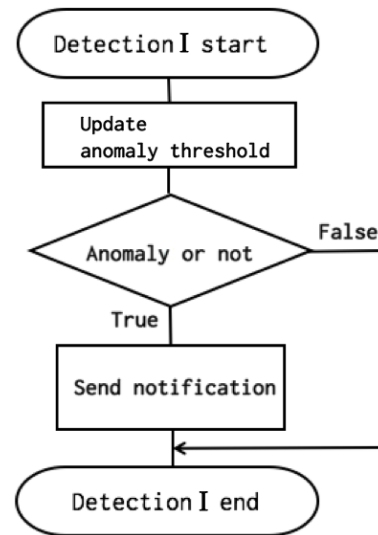 Detection I start
Update
anomaly threshold
Anomaly or not
False
True
Send notification
Detection I end